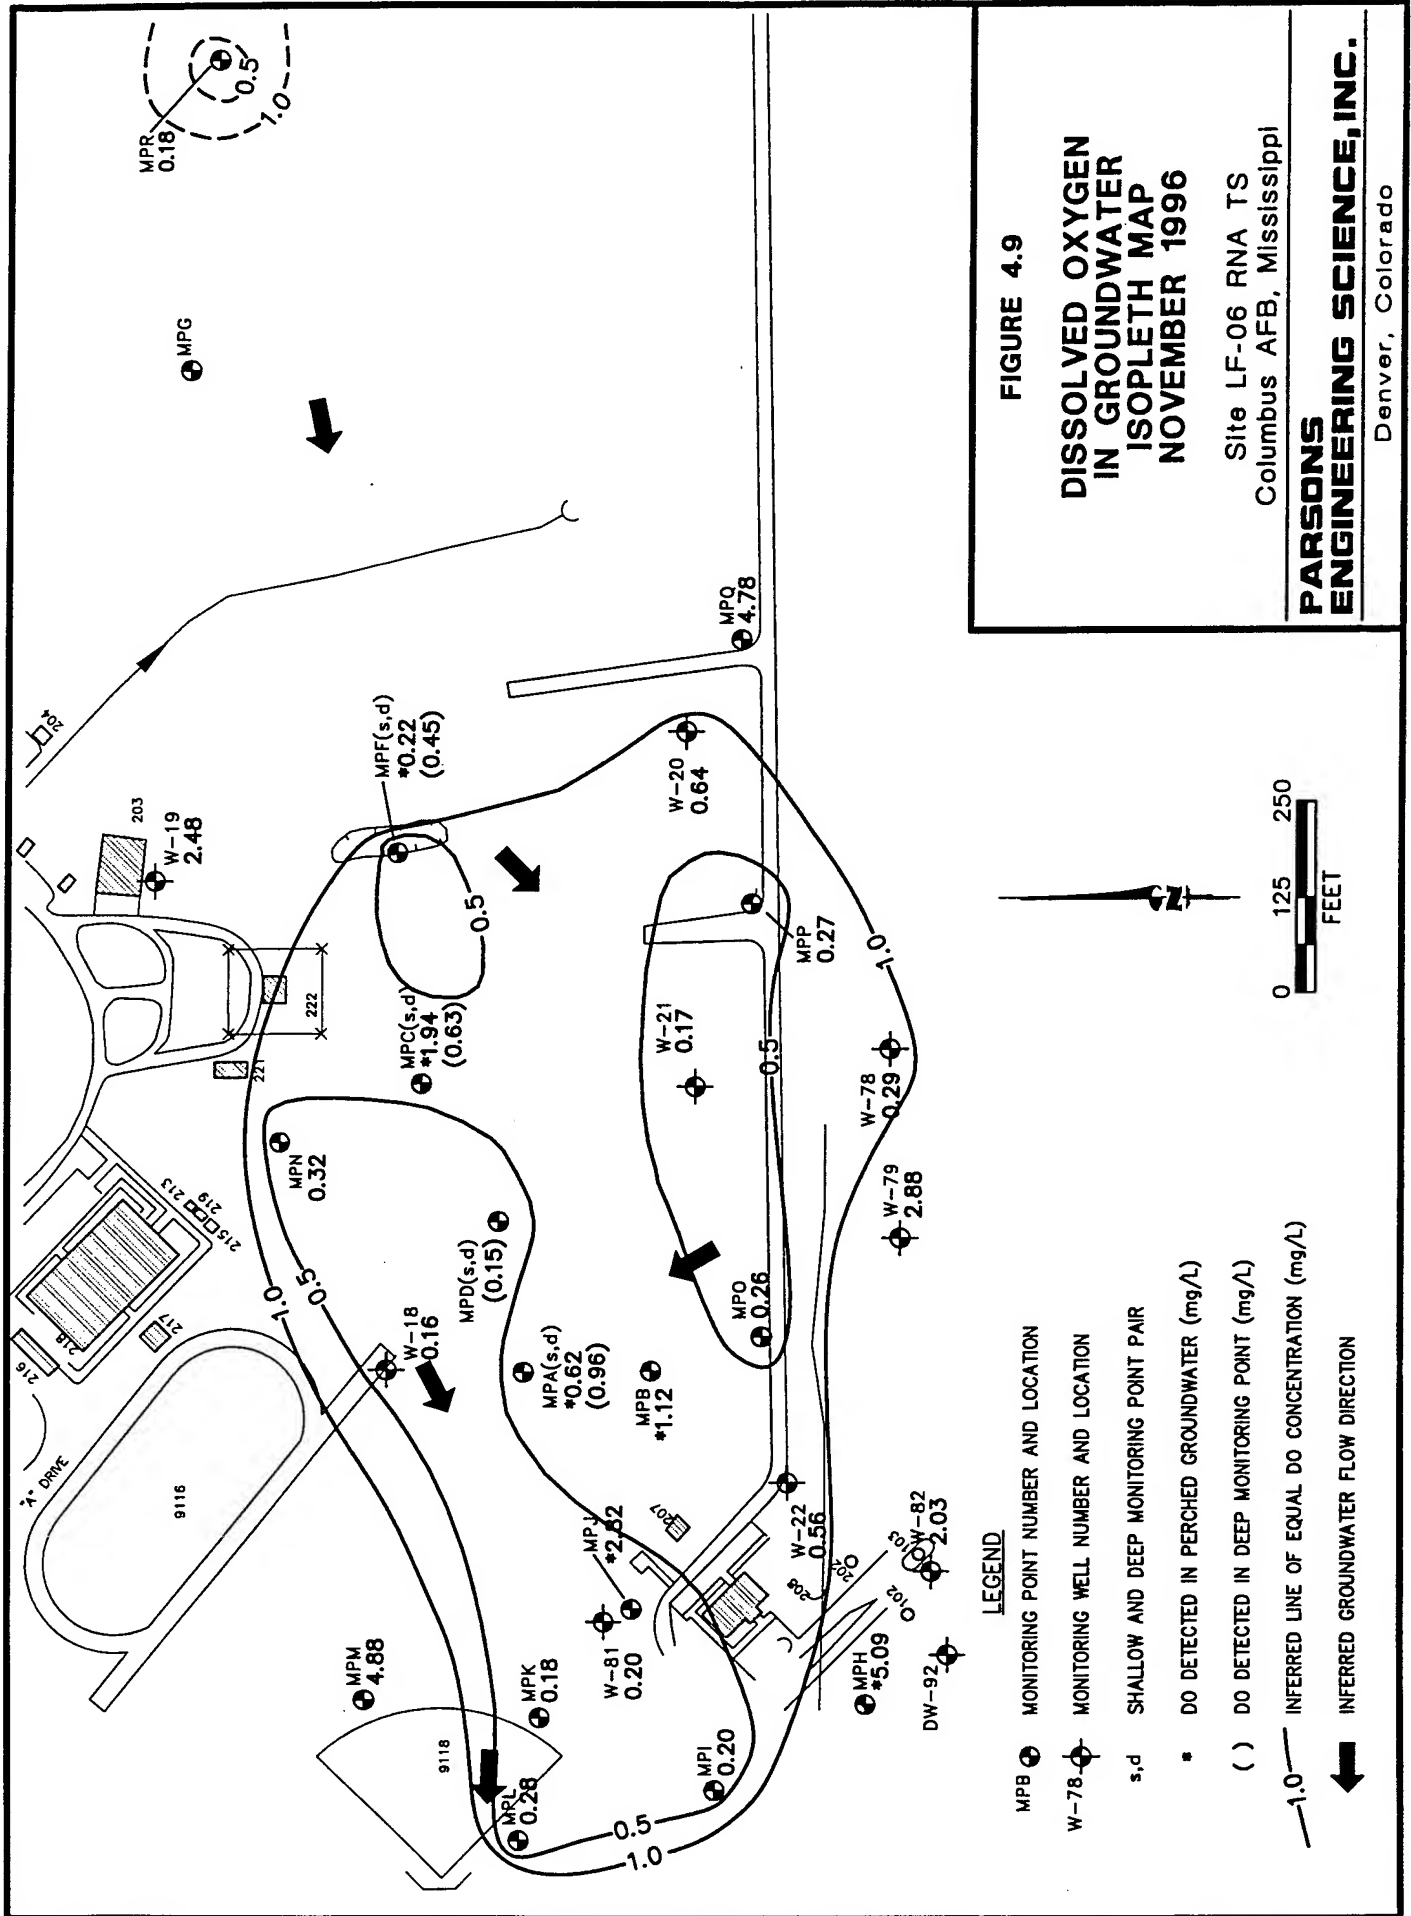 "A" DRIVE
9116
9118
216
218
217
213
219
215
221
222
203
204
207
208
202
102
103
MPR
0.18
0.5
1.0
MPG
W-19
2.48
MPF(s,d)
*0.22
(0.45)
0.5
MPC(s,d)
*1.94
(0.63)
MPN
0.32
1.0
0.5
W-18
0.16
MPD(s,d)
(0.15)
MPA(s,d)
*0.62
(0.96)
MPB
*1.12
MPM
4.88
MPK
0.18
MPL
0.28
W-81
0.20
MPJ
*2.82
MPI
0.20
0.5
1.0
MPQ
4.78
W-20
0.64
MPP
0.27
W-21
0.17
0.5
1.0
MPO
0.26
W-78
0.29
W-79
2.88
W-22
0.56
W-82
2.03
MPH
*5.09
DW-92
N
0 125 250
FEET
LEGEND
MPB MONITORING POINT NUMBER AND LOCATION
W-78 MONITORING WELL NUMBER AND LOCATION
s,d SHALLOW AND DEEP MONITORING POINT PAIR
* DO DETECTED IN PERCHED GROUNDWATER (mg/L)
( ) DO DETECTED IN DEEP MONITORING POINT (mg/L)
1.0 INFERRED LINE OF EQUAL DO CONCENTRATION (mg/L)
INFERRED GROUNDWATER FLOW DIRECTION
FIGURE 4.9
DISSOLVED OXYGEN
IN GROUNDWATER
ISOPLETH MAP
NOVEMBER 1996
Site LF-06 RNA TS
Columbus AFB, Mississippi
PARSONS
ENGINEERING SCIENCE, INC.
Denver, Colorado